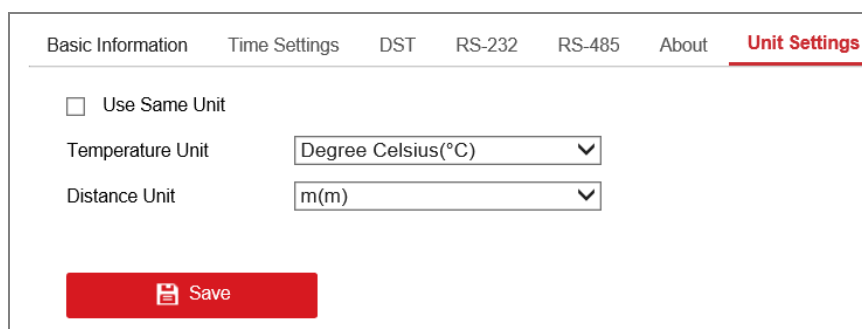 Basic Information Time Settings DST RS-232 RS-485 About Unit Settings
Use Same Unit
Temperature Unit Degree Celsius(°C)
Distance Unit m(m)
Save